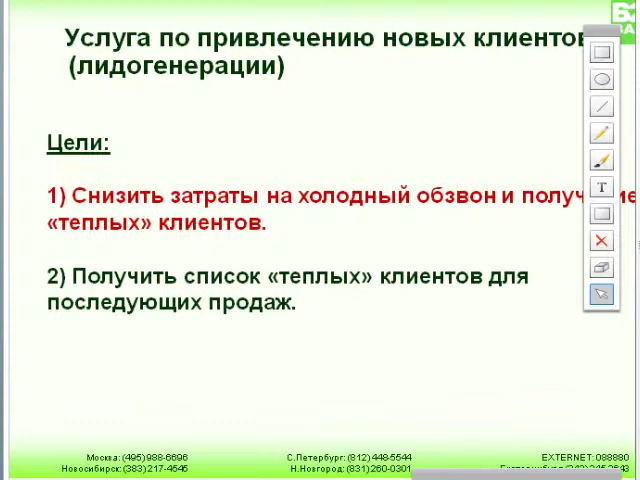 Услуга по привлечению новых клиентов
(лидогенерации)
Цели:
1) Снизить затраты на холодный обзвон и
«теплых» клиентов.
2) Получить список «теплых» клиентов для
последующих продаж.
T
Москва: (495) 988-6696
С.Петербург: (812) 448-5544
EXTERNET: 088880
Новосибирск: (383) 217-4545
Н.Новгород: (831) 260-0301